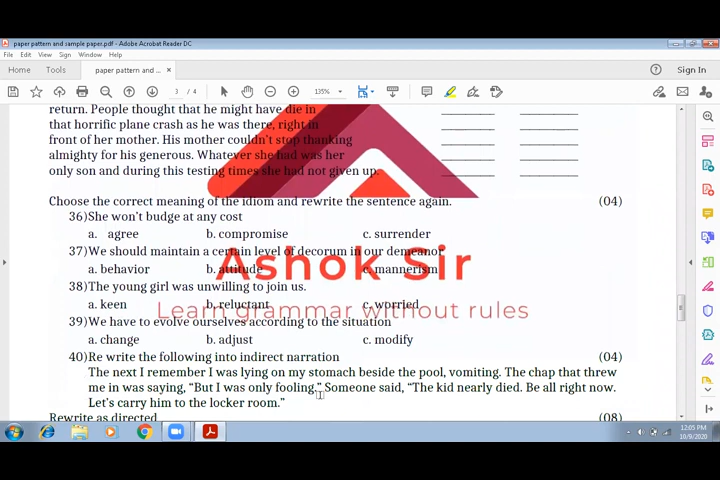 paper pattern and sample paper.pdf - Adobe Acrobat Reader DC
File Edit View Sign Window Help
Home Tools paper pattern and ... × Sign In
3 / 4 135%
return. People thought that he might have die in
that horrific plane crash as he was there, right in
front of her mother. His mother couldn't stop thanking
almighty for his generous. Whatever she had was her
only son and during this testing times she had not given up.
Choose the correct meaning of the idiom and rewrite the sentence again. (04)
36)She won't budge at any cost
a. agree b. compromise c. surrender
37)We should maintain a certain level of decorum in our demeanor
a. behavior b. attitude c. mannerism
Ashok Sir
38)The young girl was unwilling to join us.
a. keen b. reluctant c. worried
Learn grammar without rules
39)We have to evolve ourselves according to the situation
a. change b. adjust c. modify
40)Re write the following into indirect narration (04)
The next I remember I was lying on my stomach beside the pool, vomiting. The chap that threw
me in was saying, "But I was only fooling." Someone said, "The kid nearly died. Be all right now.
Let's carry him to the locker room."
Rewrite as directed (08)
12:05 PM
10/9/2020